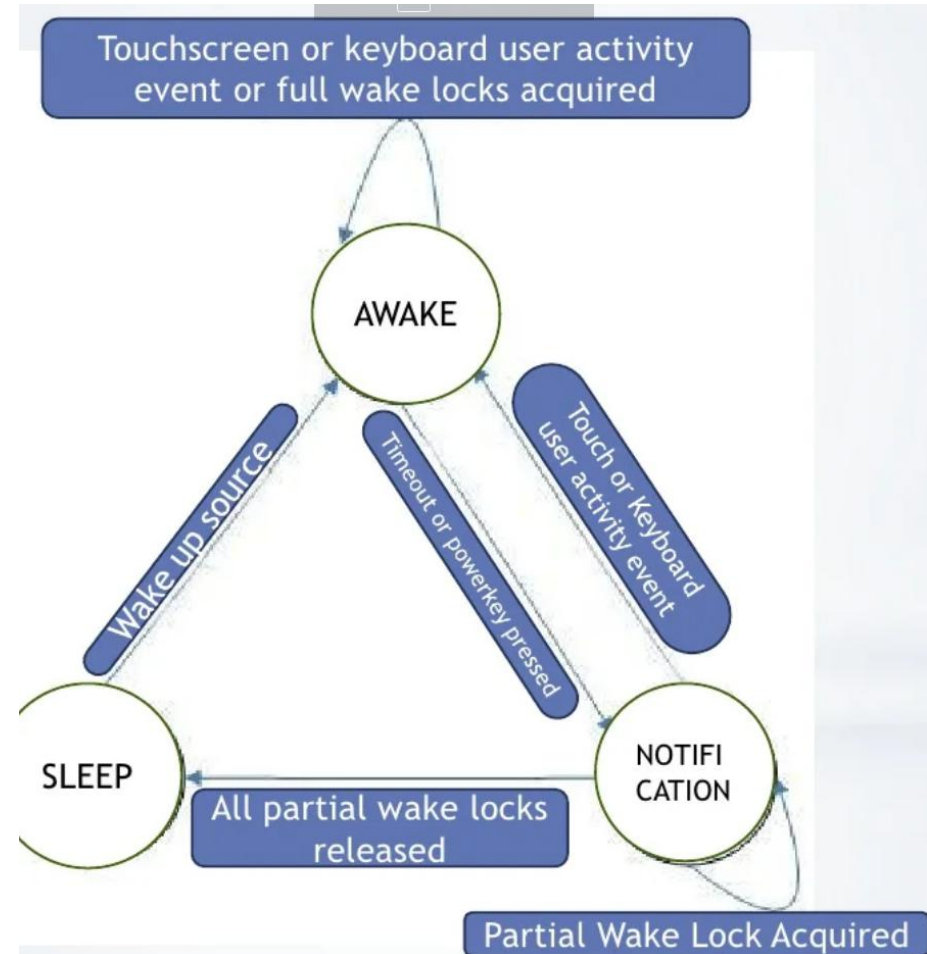 Touchscreen or keyboard user activity
event or full wake locks acquired
AWAKE
Wake up source
Timeout or powerkey pressed
Touch or Keyboard
user activity event
SLEEP
NOTIFI
CATION
All partial wake locks
released
Partial Wake Lock Acquired